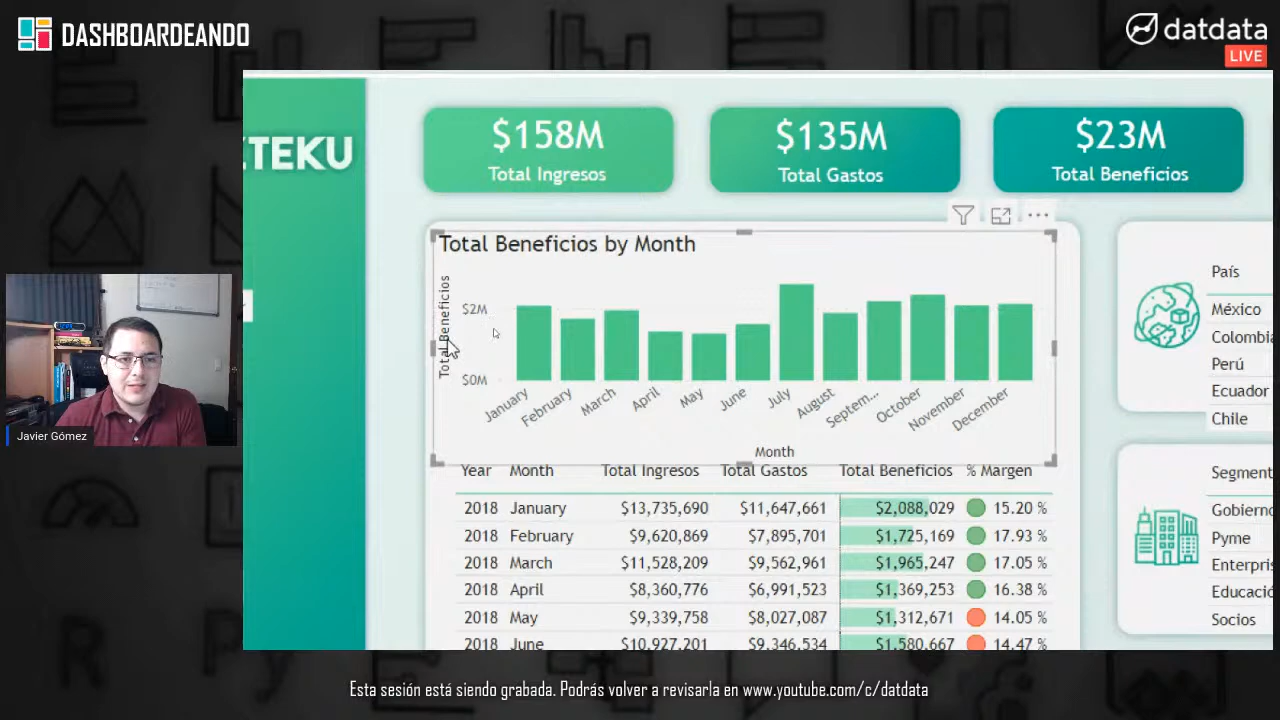 DASHBOARDEANDO
datdata
LIVE
TEKU
$158M
Total Ingresos
$135M
Total Gastos
$23M
Total Beneficios
Total Beneficios by Month
Total Beneficios
$2M
$0M
January
February
March
April
May
June
July
August
Septem...
October
November
December
Month
Year Month Total Ingresos Total Gastos Total Beneficios % Margen
2018 January $13,735,690 $11,647,661 $2,088,029 15.20 %
2018 February $9,620,869 $7,895,701 $1,725,169 17.93 %
2018 March $11,528,209 $9,562,961 $1,965,247 17.05 %
2018 April $8,360,776 $6,991,523 $1,369,253 16.38 %
2018 May $9,339,758 $8,027,087 $1,312,671 14.05 %
2018 June $10,927,201 $9,346,534 $1,580,667 14.47 %
País
México
Colombia
Perú
Ecuador
Chile
Segment
Gobierno
Pyme
Enterpris
Educació
Socios
Javier Gómez
Esta sesión está siendo grabada. Podrás volver a revisarla en www.youtube.com/c/datdata